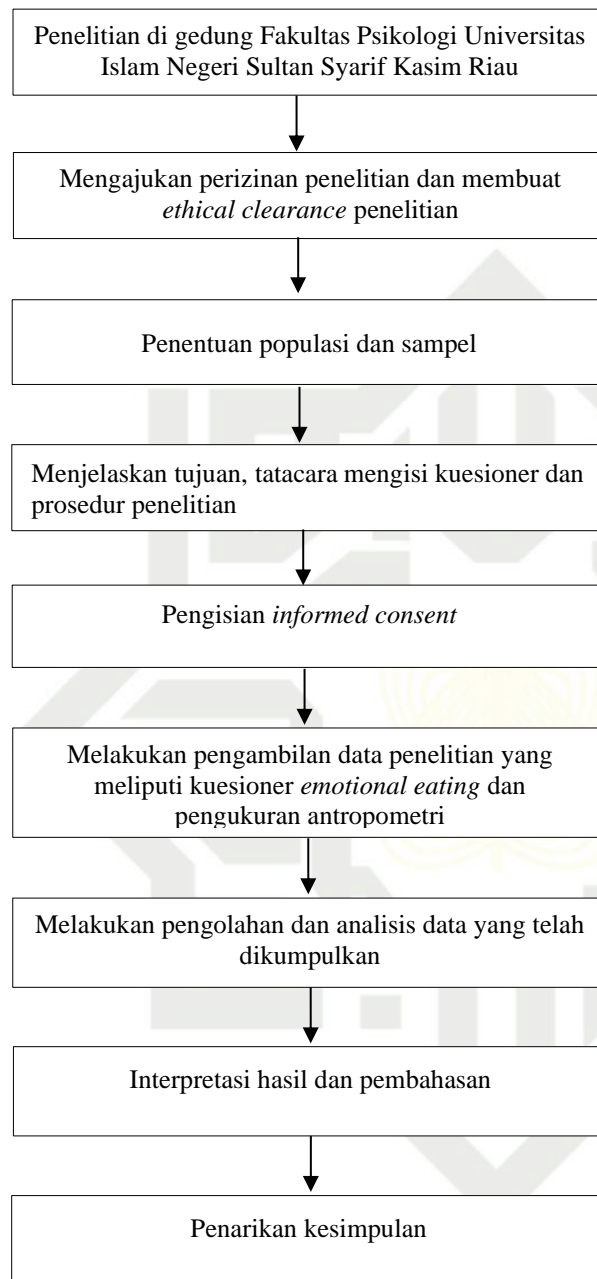 Penelitian di gedung Fakultas Psikologi Universitas
Islam Negeri Sultan Syarif Kasim Riau
Mengajukan perizinan penelitian dan membuat
ethical clearance penelitian
Penentuan populasi dan sampel
Menjelaskan tujuan, tatacara mengisi kuesioner dan
prosedur penelitian
Pengisian informed consent
Melakukan pengambilan data penelitian yang
meliputi kuesioner emotional eating dan
pengukuran antropometri
Melakukan pengolahan dan analisis data yang telah
dikumpulkan
Interpretasi hasil dan pembahasan
Penarikan kesimpulan